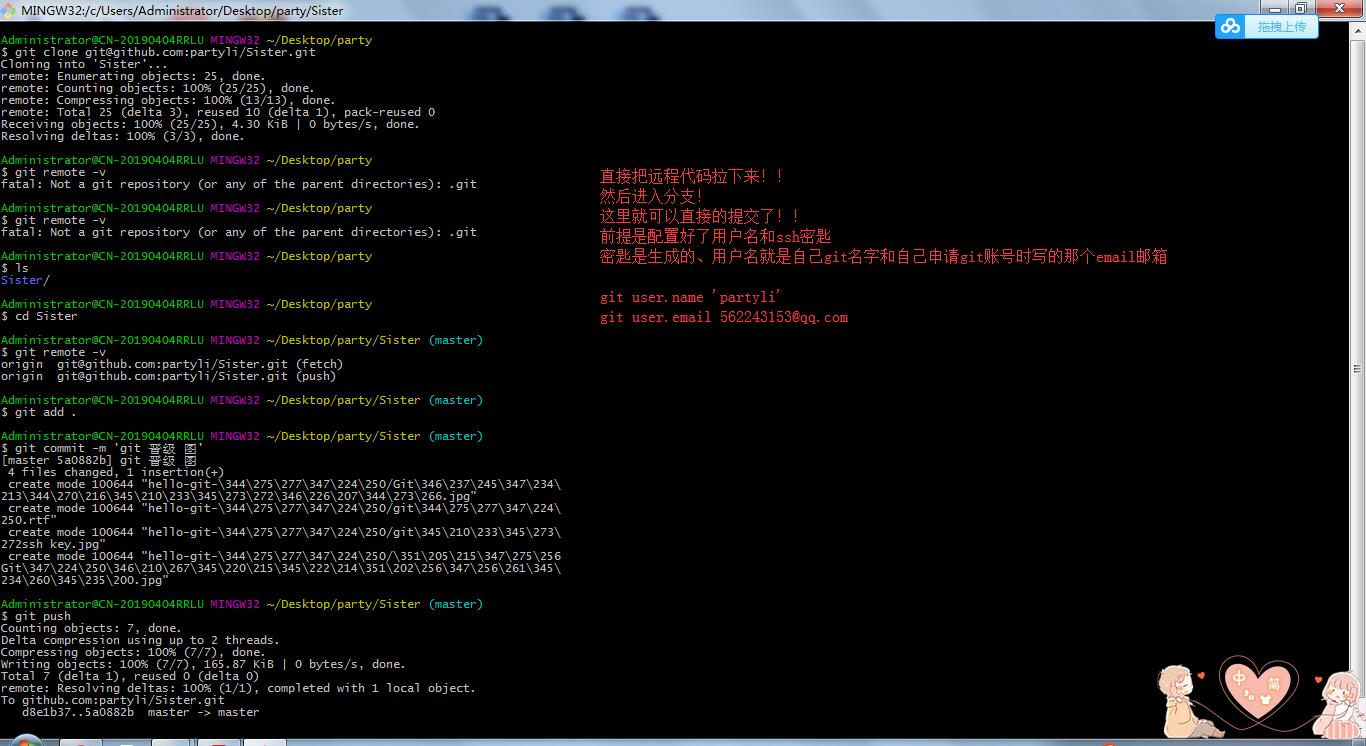 MINGW32:/c/Users/Administrator/Desktop/party/Sister
拖拽上传
Administrator@CN-20190404RRLU MINGW32 ~/Desktop/party
$ git clone git@github.com:partyli/Sister.git
Cloning into 'Sister'...
remote: Enumerating objects: 25, done.
remote: Counting objects: 100% (25/25), done.
remote: Compressing objects: 100% (13/13), done.
remote: Total 25 (delta 3), reused 10 (delta 1), pack-reused 0
Receiving objects: 100% (25/25), 4.30 KiB | 0 bytes/s, done.
Resolving deltas: 100% (3/3), done.
Administrator@CN-20190404RRLU MINGW32 ~/Desktop/party
$ git remote -v
fatal: Not a git repository (or any of the parent directories): .git
Administrator@CN-20190404RRLU MINGW32 ~/Desktop/party
$ git remote -v
fatal: Not a git repository (or any of the parent directories): .git
Administrator@CN-20190404RRLU MINGW32 ~/Desktop/party
$ ls
Sister/
Administrator@CN-20190404RRLU MINGW32 ~/Desktop/party
$ cd Sister
Administrator@CN-20190404RRLU MINGW32 ~/Desktop/party/Sister (master)
$ git remote -v
origin  git@github.com:partyli/Sister.git (fetch)
origin  git@github.com:partyli/Sister.git (push)
Administrator@CN-20190404RRLU MINGW32 ~/Desktop/party/Sister (master)
$ git add .
Administrator@CN-20190404RRLU MINGW32 ~/Desktop/party/Sister (master)
$ git commit -m 'git 晋级 图'
[master 5a0882b] git 晋级 图
4 files changed, 1 insertion(+)
create mode 100644 "hello-git-\344\275\277\347\224\250/Git\346\237\245\347\234\
213\344\270\216\345\210\233\345\273\272\346\226\207\344\273\266.jpg"
create mode 100644 "hello-git-\344\275\277\347\224\250/git\344\275\277\347\224\
250.rtf"
create mode 100644 "hello-git-\344\275\277\347\224\250/git\345\210\233\345\273\
272ssh key.jpg"
create mode 100644 "hello-git-\344\275\277\347\224\250/\351\205\215\347\275\256
Git\347\224\250\346\210\267\345\220\215\345\222\214\351\202\256\347\256\261\345\
234\260\345\235\200.jpg"
Administrator@CN-20190404RRLU MINGW32 ~/Desktop/party/Sister (master)
$ git push
Counting objects: 7, done.
Delta compression using up to 2 threads.
Compressing objects: 100% (7/7), done.
Writing objects: 100% (7/7), 165.87 KiB | 0 bytes/s, done.
Total 7 (delta 1), reused 0 (delta 0)
remote: Resolving deltas: 100% (1/1), completed with 1 local object.
To github.com:partyli/Sister.git
d8e1b37..5a0882b  master -> master
直接把远程代码拉下来！！
然后进入分支！
这里就可以直接的提交了！！
前提是配置好了用户名和ssh密匙
密匙是生成的、用户名就是自己git名字和自己申请git账号时写的那个email邮箱
git user.name 'partyli'
git user.email 562243153@qq.com
中
简